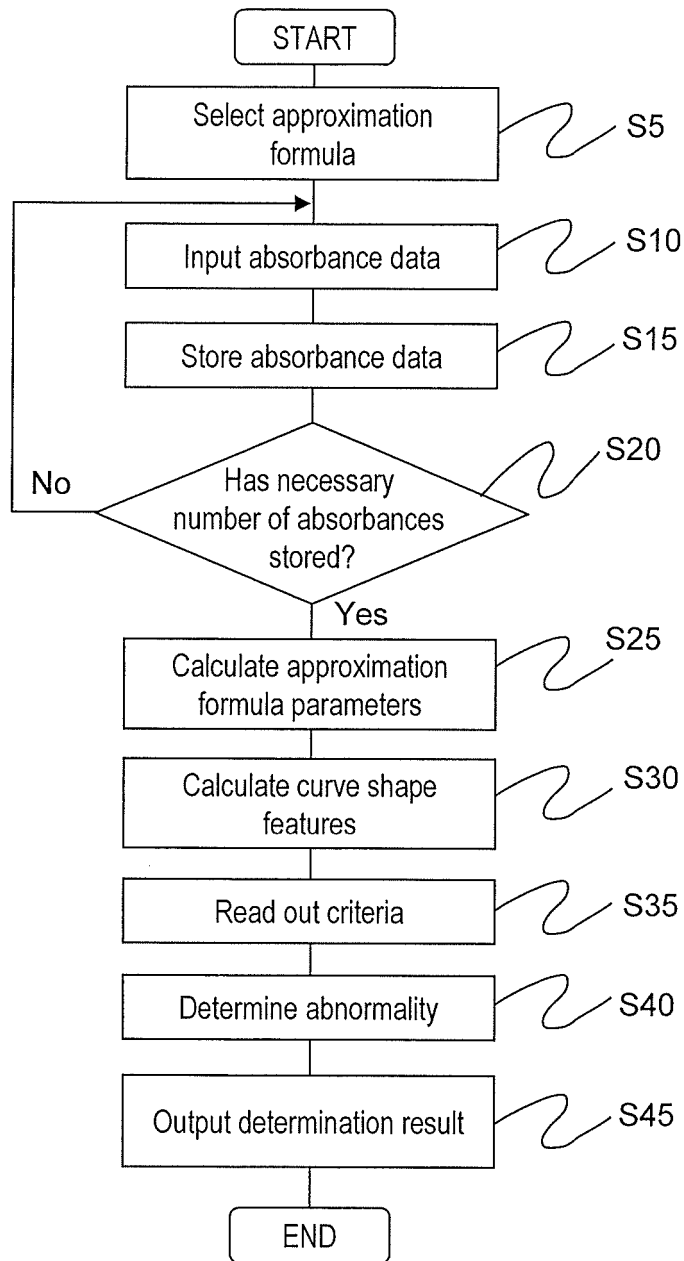 START
Select approximation
formula
S5
Input absorbance data
S10
Store absorbance data
S15
Has necessary
number of absorbances
stored?
S20
No
Yes
Calculate approximation
formula parameters
S25
Calculate curve shape
features
S30
Read out criteria
S35
Determine abnormality
S40
Output determination result
S45
END